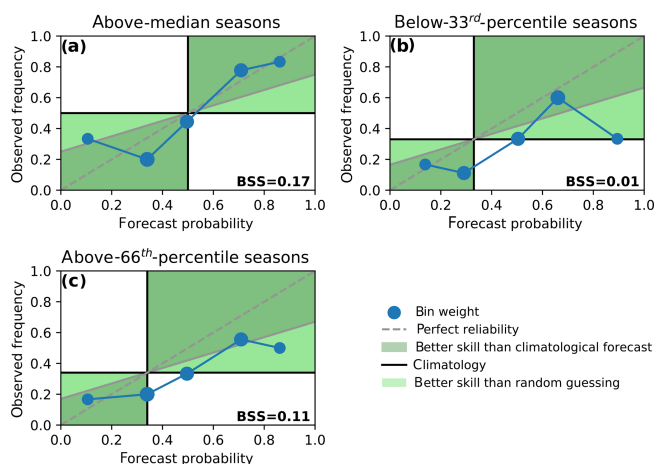 Above-median seasons
(a)
Observed frequency
1.0
0.8
0.6
0.4
0.2
0.0
0.0 0.2 0.4 0.6 0.8 1.0
BSS=0.17
Forecast probability
Below-33rd-percentile seasons
(b)
Observed frequency
1.0
0.8
0.6
0.4
0.2
0.0
0.0 0.2 0.4 0.6 0.8 1.0
BSS=0.01
Forecast probability
Above-66th-percentile seasons
(c)
Observed frequency
1.0
0.8
0.6
0.4
0.2
0.0
0.0 0.2 0.4 0.6 0.8 1.0
BSS=0.11
Forecast probability
Bin weight
Perfect reliability
Better skill than climatological forecast
Climatology
Better skill than random guessing